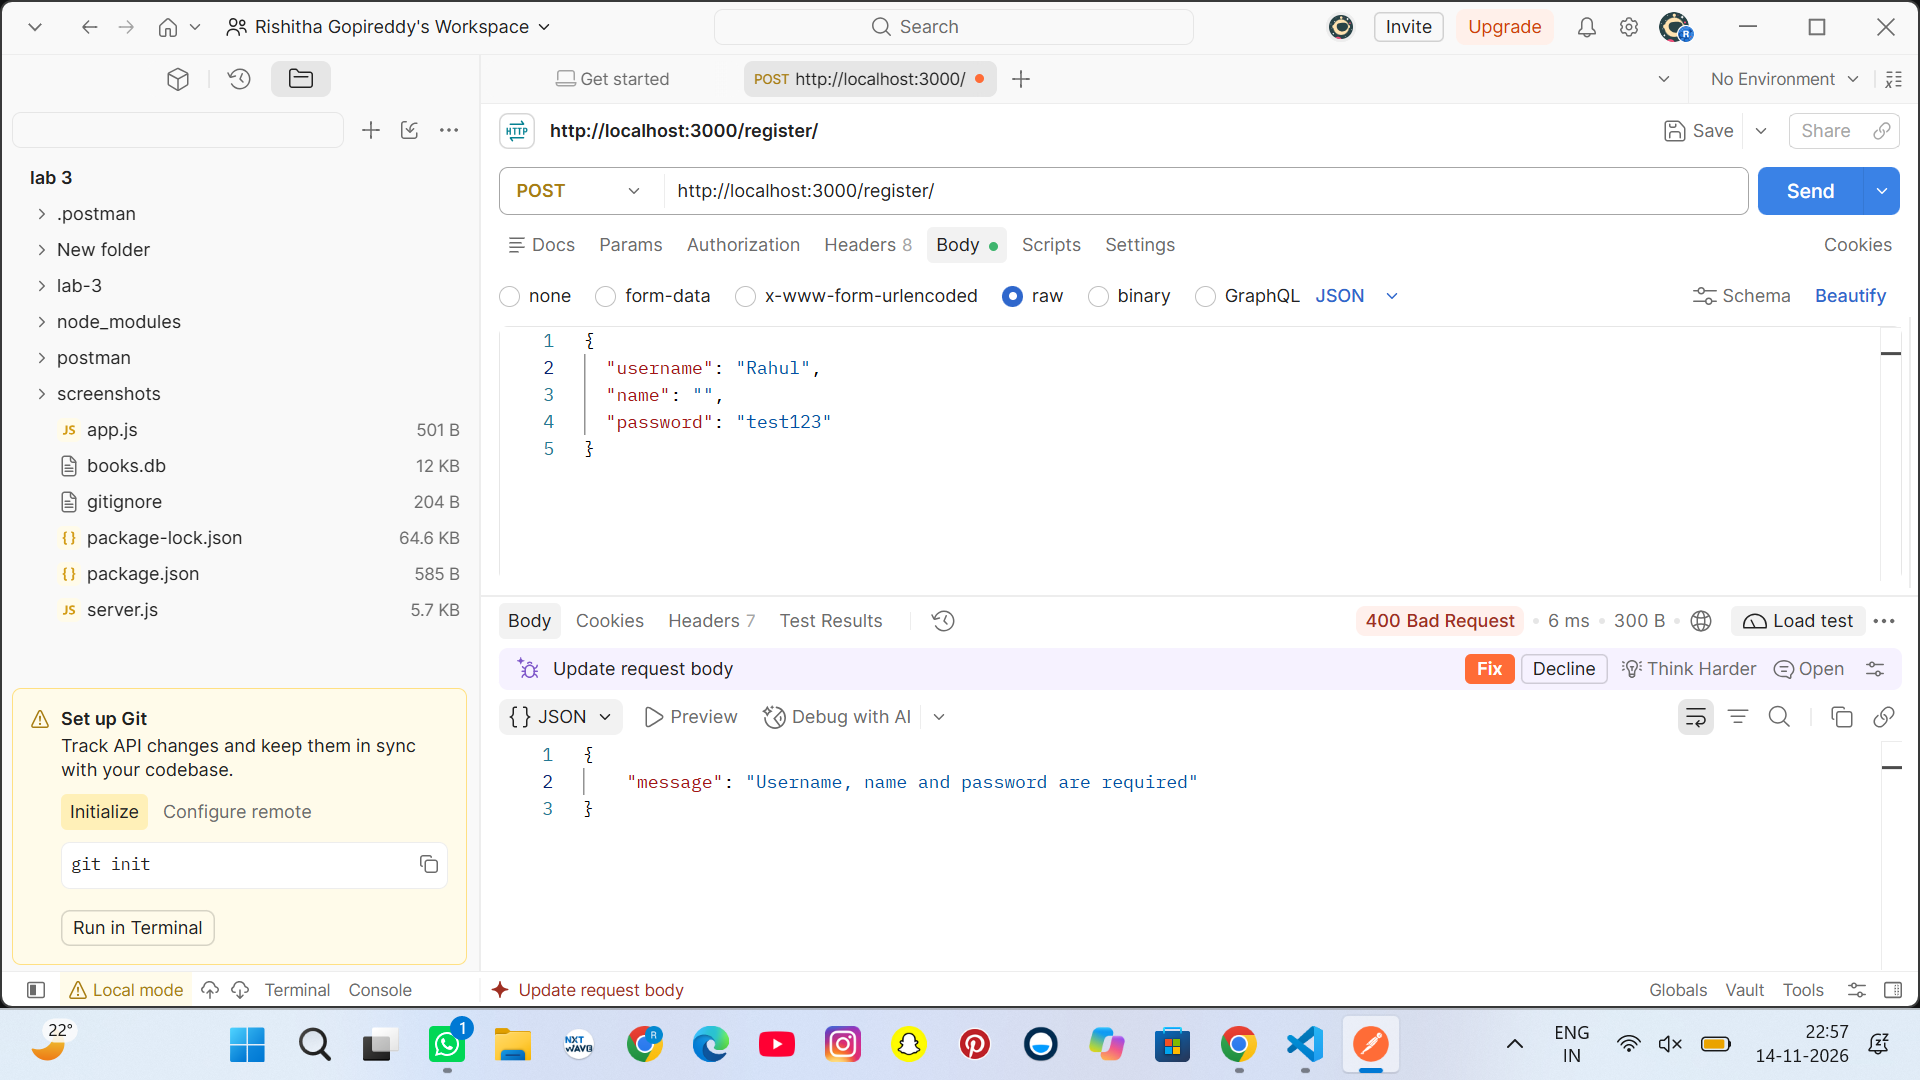 Rishitha Gopireddy's Workspace
Search
Invite
Upgrade
R
Get started
POST http://localhost:3000/
No Environment
HTTP
http://localhost:3000/register/
Save
Share
lab 3
POST
http://localhost:3000/register/
Send
.postman
New folder
lab-3
node_modules
postman
screenshots
JS app.js 501 B
books.db 12 KB
gitignore 204 B
{} package-lock.json 64.6 KB
{} package.json 585 B
JS server.js 5.7 KB
Docs Params Authorization Headers 8 Body Scripts Settings Cookies
none form-data x-www-form-urlencoded raw binary GraphQL JSON Schema Beautify
1 {
2 "username": "Rahul",
3 "name": "",
4 "password": "test123"
5 }
Body Cookies Headers 7 Test Results 400 Bad Request 6 ms 300 B Load test
Update request body Fix Decline Think Harder Open
{} JSON Preview Debug with AI
1 {
2 "message": "Username, name and password are required"
3 }
Set up Git
Track API changes and keep them in sync
with your codebase.
Initialize Configure remote
git init
Run in Terminal
Local mode Terminal Console Update request body Globals Vault Tools
22°
1
NXT
WAVE
R
ENG
IN
22:57
14-11-2026